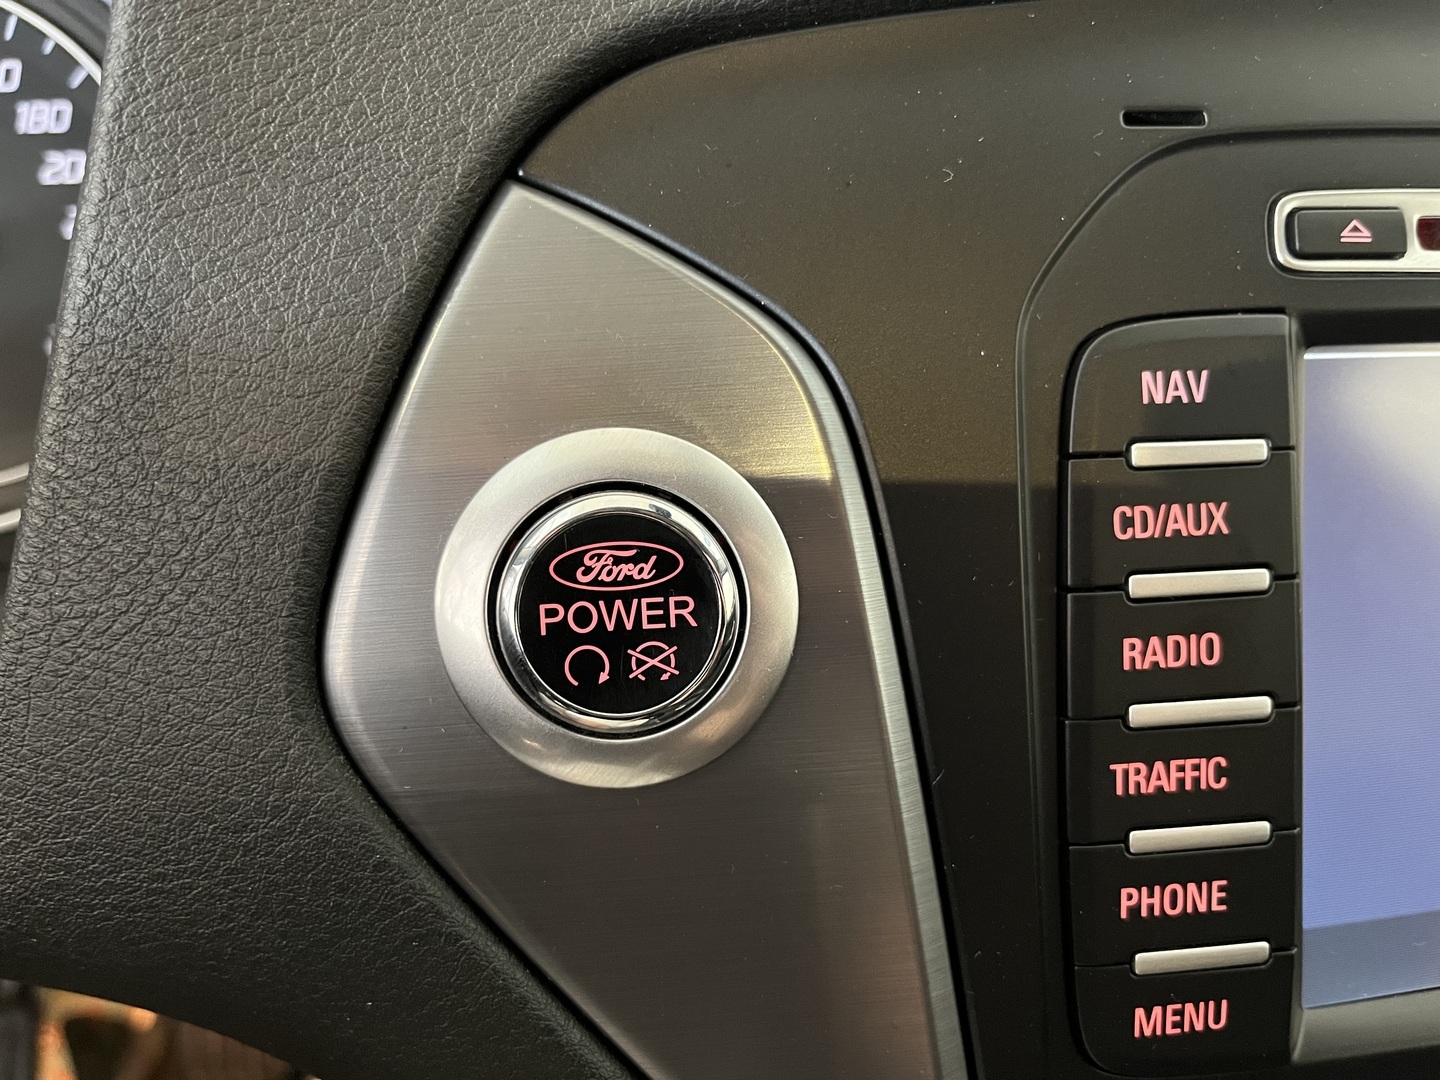 180
Ford
POWER
NAV
CD/AUX
RADIO
TRAFFIC
PHONE
MENU